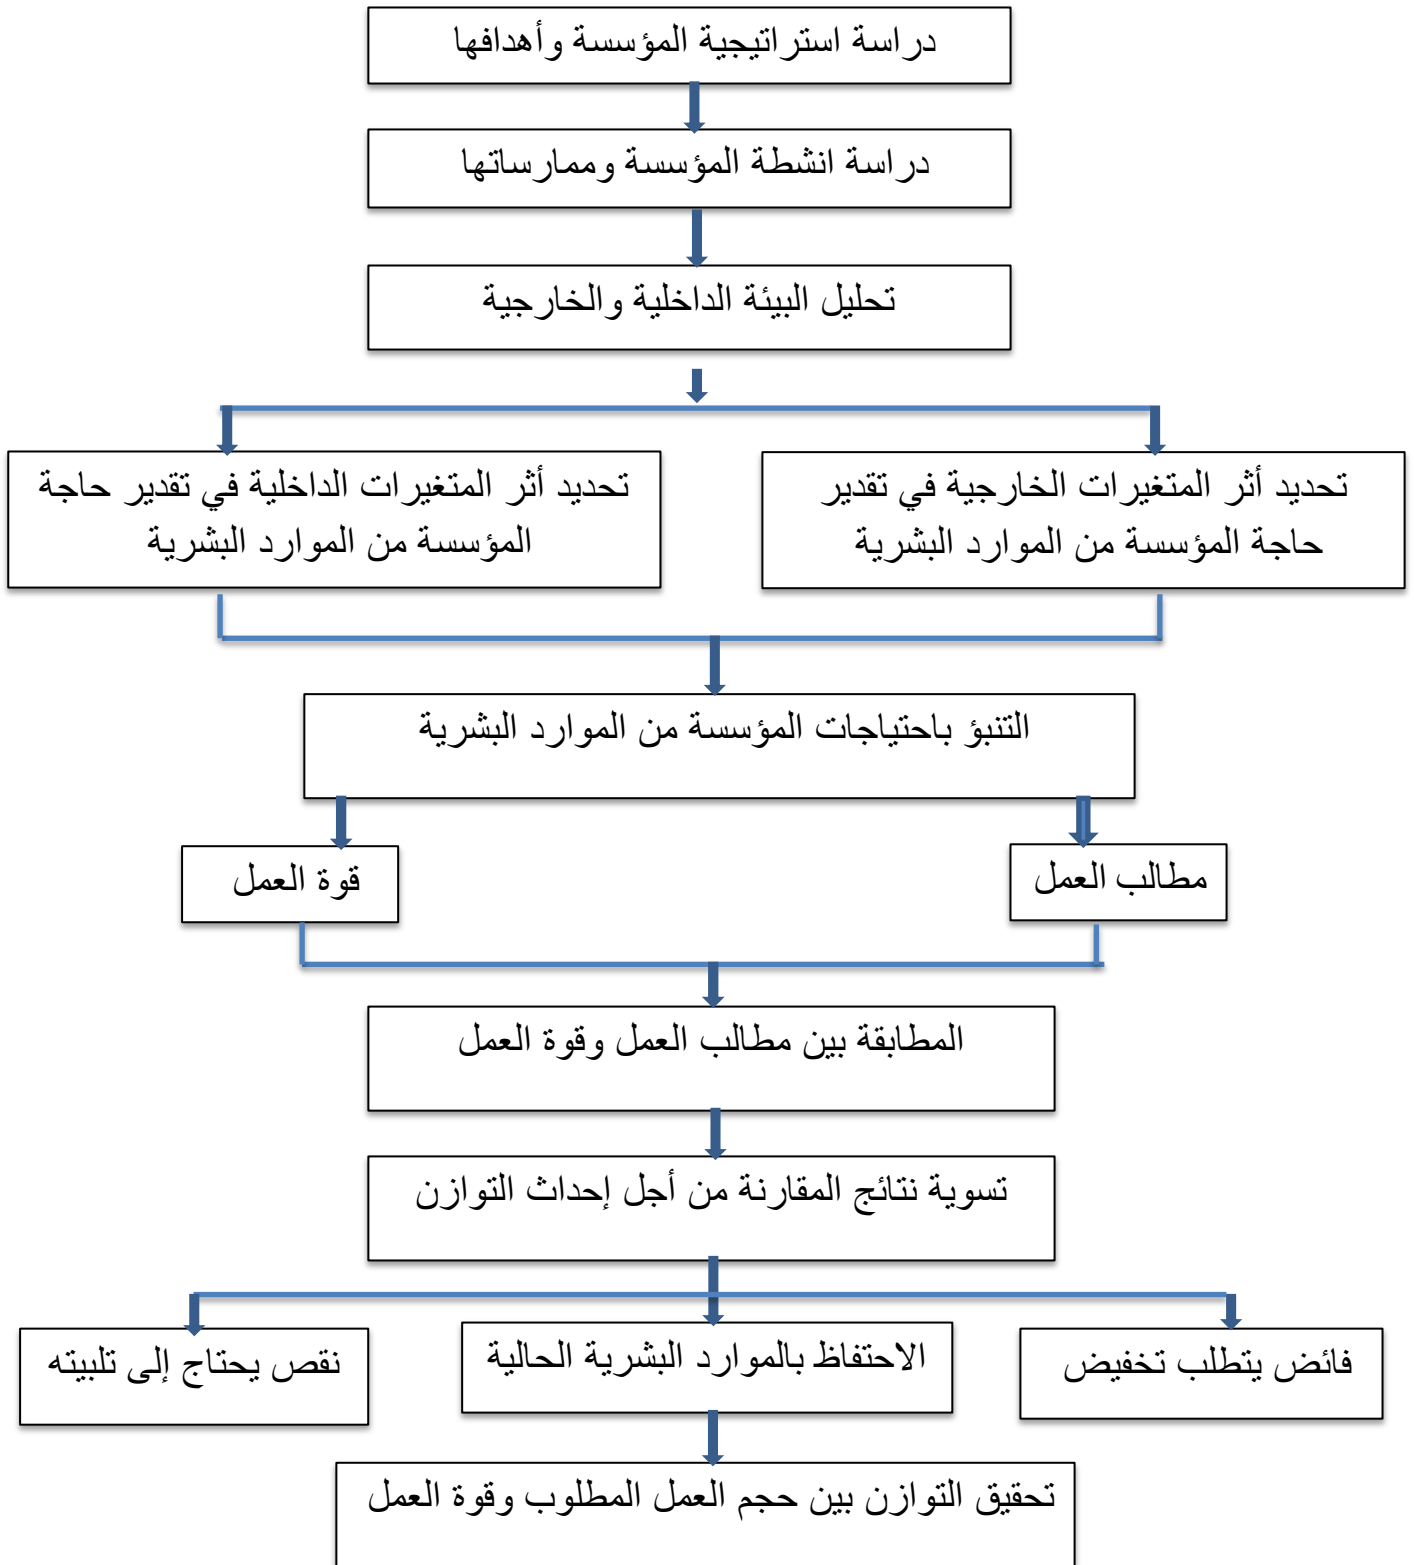 دراسة استراتيجية المؤسسة وأهدافها
دراسة انشطة المؤسسة وممارساتها
تحليل البيئة الداخلية والخارجية
تحديد أثر المتغيرات الخارجية في تقدير
حاجة المؤسسة من الموارد البشرية
تحديد أثر المتغيرات الداخلية في تقدير حاجة
المؤسسة من الموارد البشرية
التنبؤ باحتياجات المؤسسة من الموارد البشرية
مطالب العمل
قوة العمل
المطابقة بين مطالب العمل وقوة العمل
تسوية نتائج المقارنة من أجل إحداث التوازن
فائض يتطلب تخفيض
الاحتفاظ بالموارد البشرية الحالية
نقص يحتاج إلى تلبيته
تحقيق التوازن بين حجم العمل المطلوب وقوة العمل